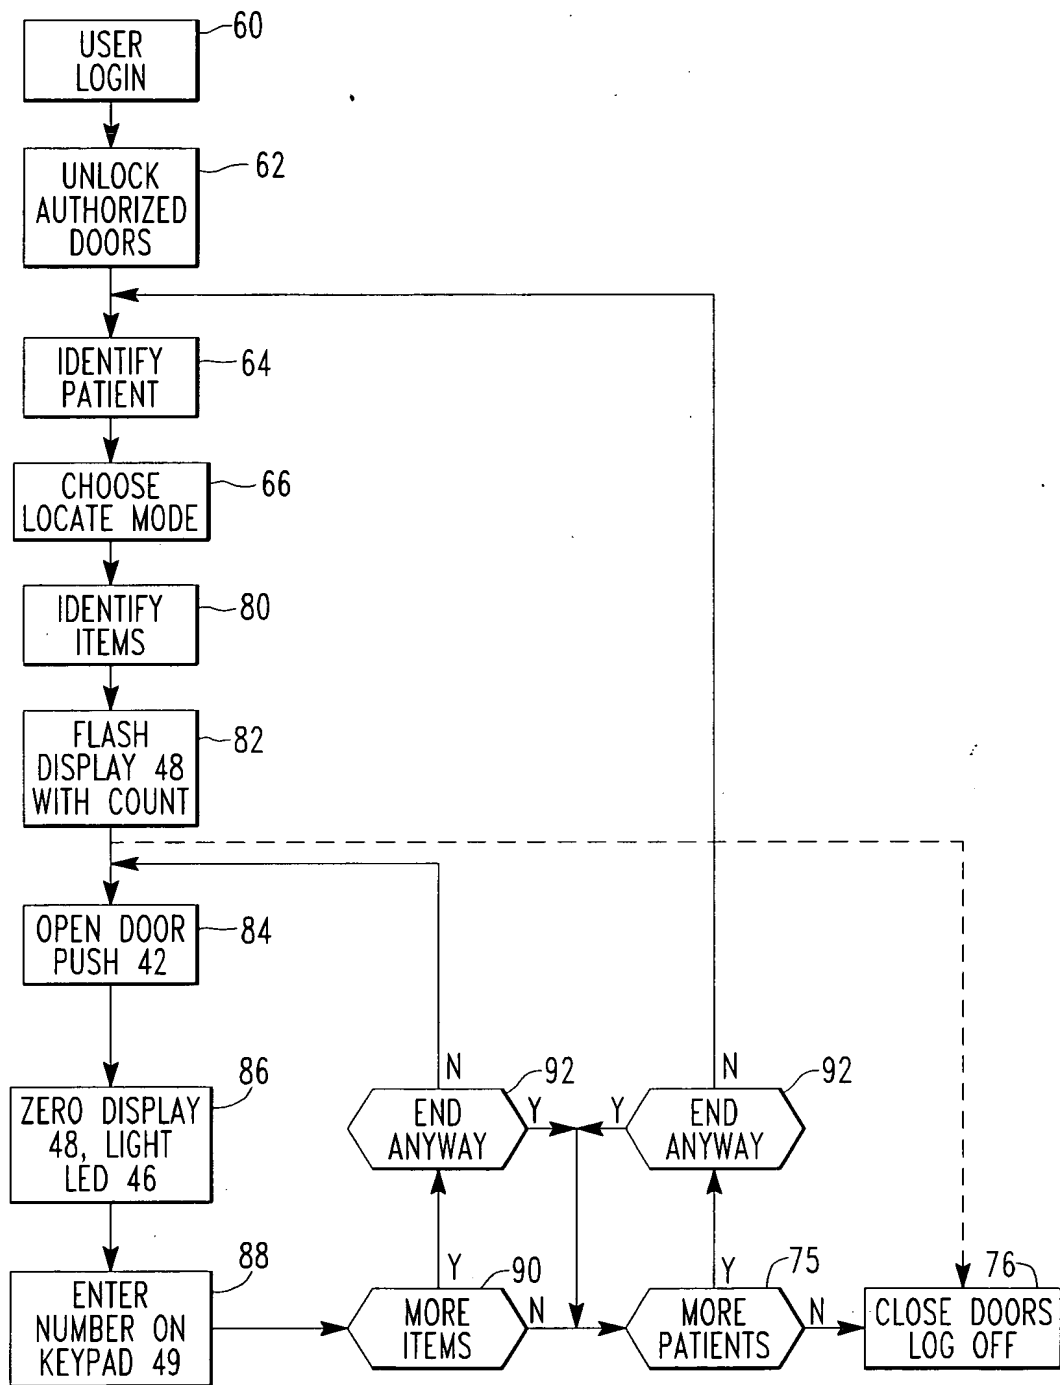 USER
LOGIN
60
UNLOCK
AUTHORIZED
DOORS
62
IDENTIFY
PATIENT
64
CHOOSE
LOCATE MODE
66
IDENTIFY
ITEMS
80
FLASH
DISPLAY 48
WITH COUNT
82
OPEN DOOR
PUSH 42
84
ZERO DISPLAY
48, LIGHT
LED 46
86
N
END
ANYWAY
92
Y
Y
N
END
ANYWAY
92
ENTER
NUMBER ON
KEYPAD 49
88
Y
MORE
ITEMS
90
N
Y
MORE
PATIENTS
75
N
CLOSE DOORS
LOG OFF
76